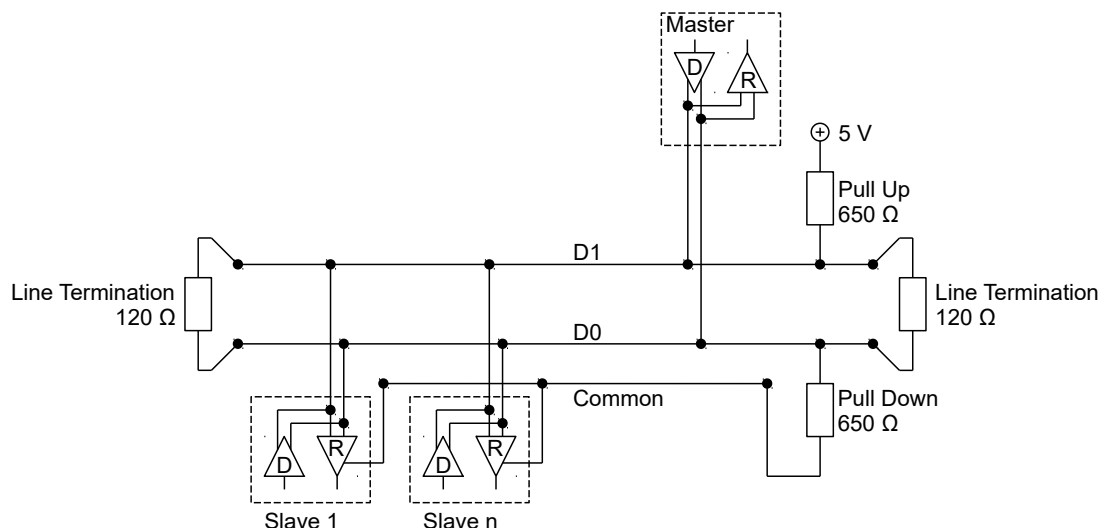 Master
D
R
5 V
Pull Up
650 Ω
D1
Line Termination
120 Ω
Line Termination
120 Ω
D0
Common
Pull Down
650 Ω
D
R
D
R
Slave 1
Slave n